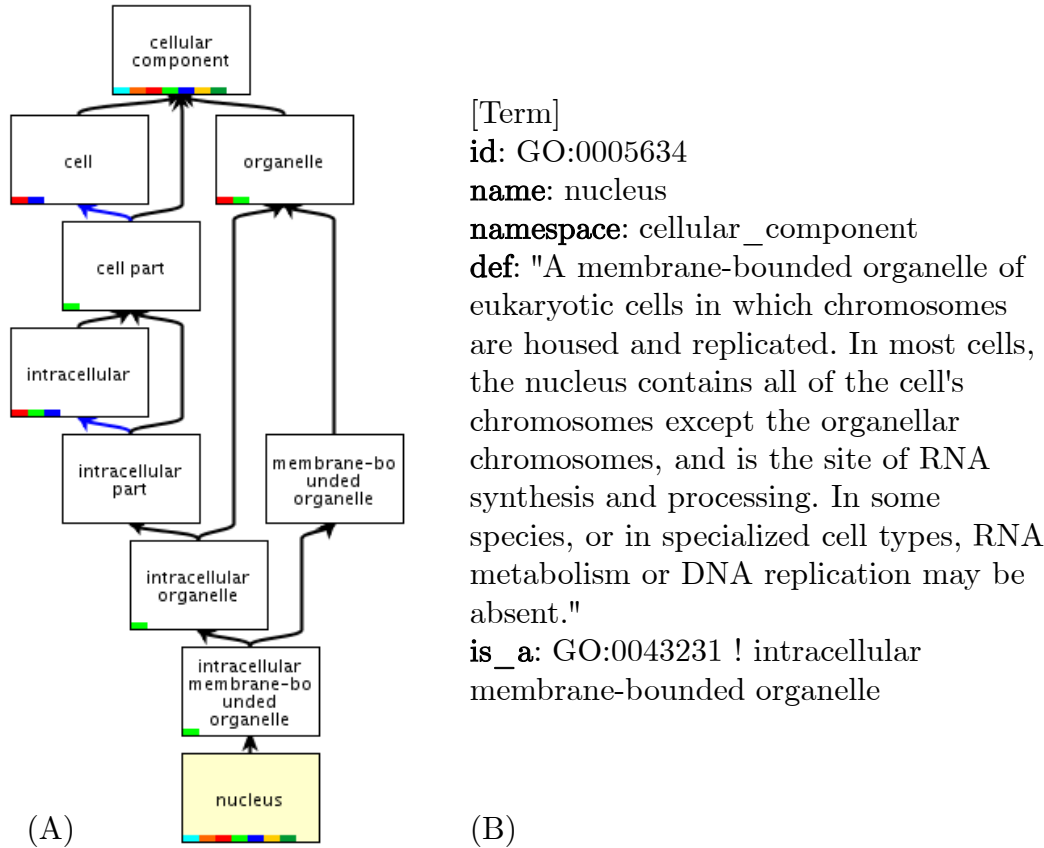 cellular
component
cell
organelle
cell part
intracellular
intracellular
part
membrane-bo
unded
organelle
intracellular
organelle
intracellular
membrane-bo
unded
organelle
nucleus
(A)
[Term]
id: GO:0005634
name: nucleus
namespace: cellular_component
def: "A membrane-bounded organelle of
eukaryotic cells in which chromosomes
are housed and replicated. In most cells,
the nucleus contains all of the cell's
chromosomes except the organellar
chromosomes, and is the site of RNA
synthesis and processing. In some
species, or in specialized cell types, RNA
metabolism or DNA replication may be
absent."
is_a: GO:0043231 ! intracellular
membrane-bounded organelle
(B)